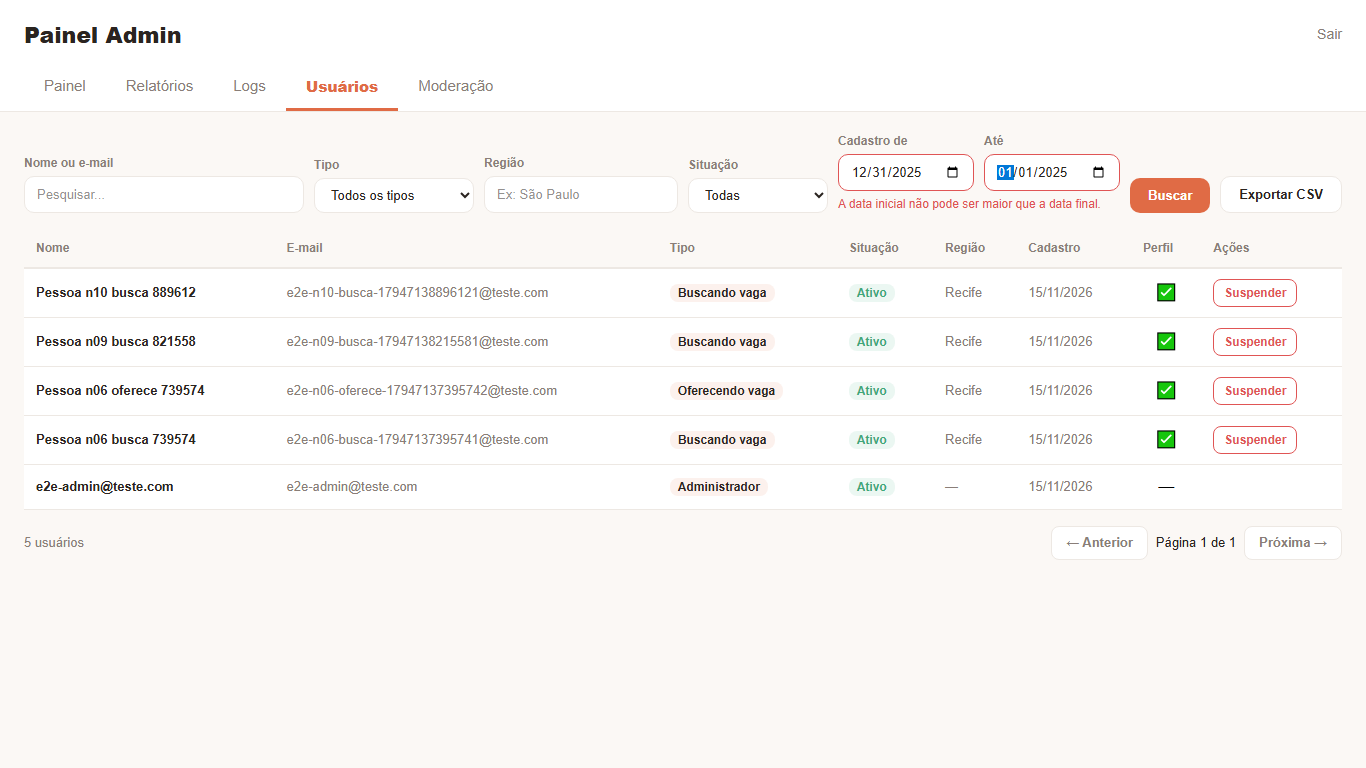 Painel Admin
Sair
Painel
Relatórios
Logs
Usuários
Moderação
Nome ou e-mail
Pesquisar...
Tipo
Todos os tipos
Região
Ex: São Paulo
Situação
Todas
Cadastro de
12/31/2025
Até
01/01/2025
A data inicial não pode ser maior que a data final.
Buscar
Exportar CSV
Nome E-mail Tipo Situação Região Cadastro Perfil Ações
Pessoa n10 busca 889612 e2e-n10-busca-17947138896121@teste.com Buscando vaga Ativo Recife 15/11/2026 Suspender
Pessoa n09 busca 821558 e2e-n09-busca-17947138215581@teste.com Buscando vaga Ativo Recife 15/11/2026 Suspender
Pessoa n06 oferece 739574 e2e-n06-oferece-17947137395742@teste.com Oferecendo vaga Ativo Recife 15/11/2026 Suspender
Pessoa n06 busca 739574 e2e-n06-busca-17947137395741@teste.com Buscando vaga Ativo Recife 15/11/2026 Suspender
e2e-admin@teste.com e2e-admin@teste.com Administrador Ativo — 15/11/2026 —
5 usuários
← Anterior Página 1 de 1 Próxima →